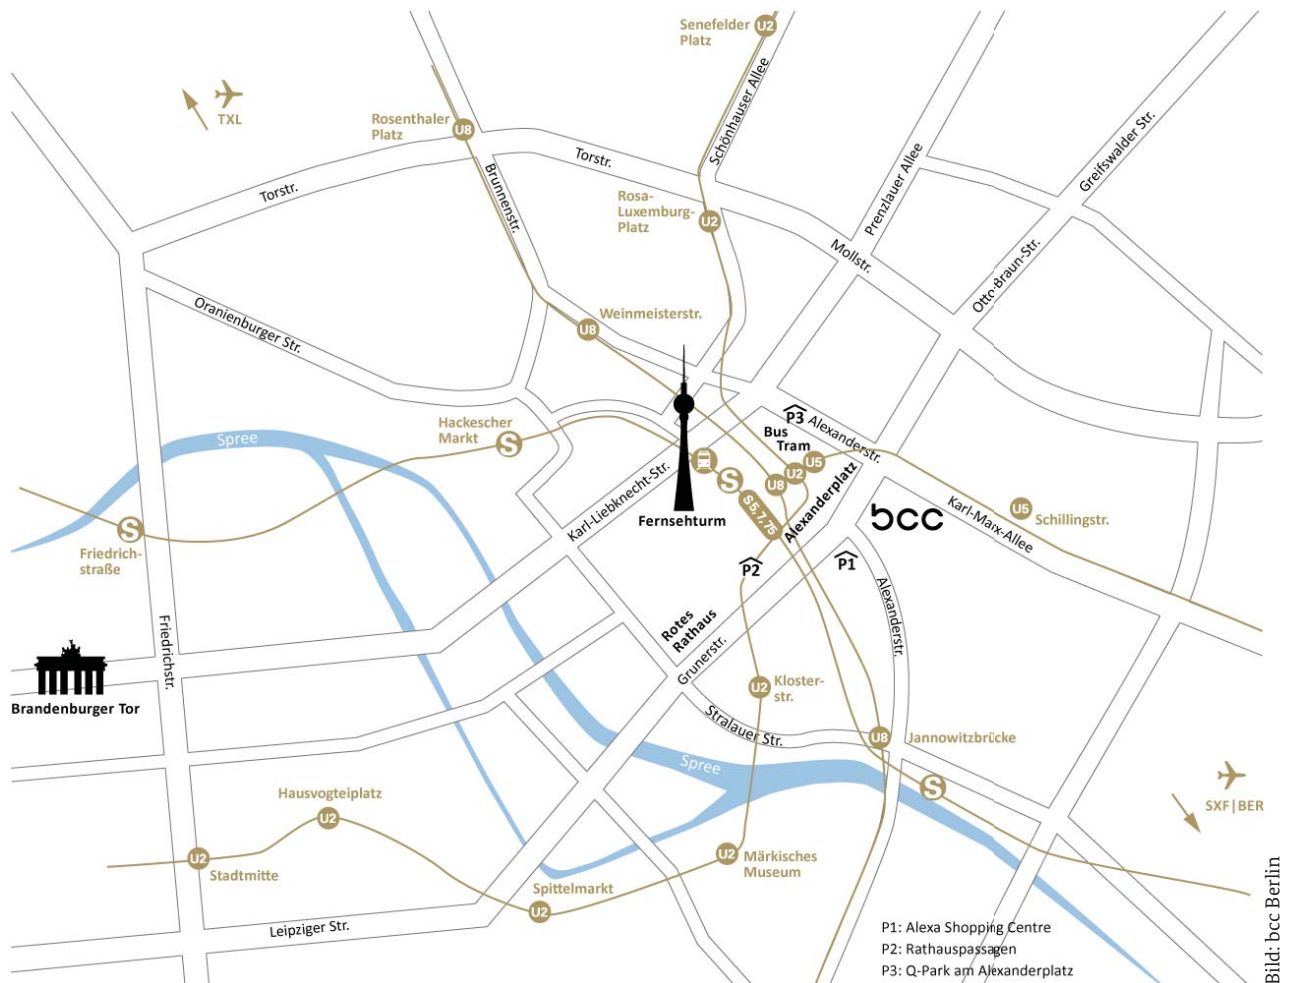 Senefelder
Platz
U2
TXL
Schönhauser Allee
Rosenthaler
Platz
U8
Torstr.
Torstr.
Brunnenstr.
Rosa-
Luxemburg-
Platz
U2
Prenzlauer Allee
Greifswalder Str.
Mollstr.
Otto-Braun-Str.
Oranienburger Str.
Weinmeisterstr.
U8
Hackescher
Markt
S
Spree
P3
Alexanderstr.
Bus
Tram
U5
U2
U8
S
S5,7,75
Alexanderplatz
Karl-Liebknecht-Str.
Fernsehturm
bcc
Karl-Marx-Allee
U5
Schillingstr.
S
Friedrich-
straße
P2
P1
Alexanderstr.
Rotes
Rathaus
Grunerstr.
Friedrichstr.
Brandenburger Tor
U2
Kloster-
str.
Stralauer Str.
U8
Jannowitzbrücke
Spree
S
SXF|BER
Hausvogteiplatz
U2
U2
Stadtmitte
U2
Märkisches
Museum
Spittelmarkt
U2
Leipziger Str.
P1: Alexa Shopping Centre
P2: Rathauspassagen
P3: Q-Park am Alexanderplatz
Bild: bcc Berlin